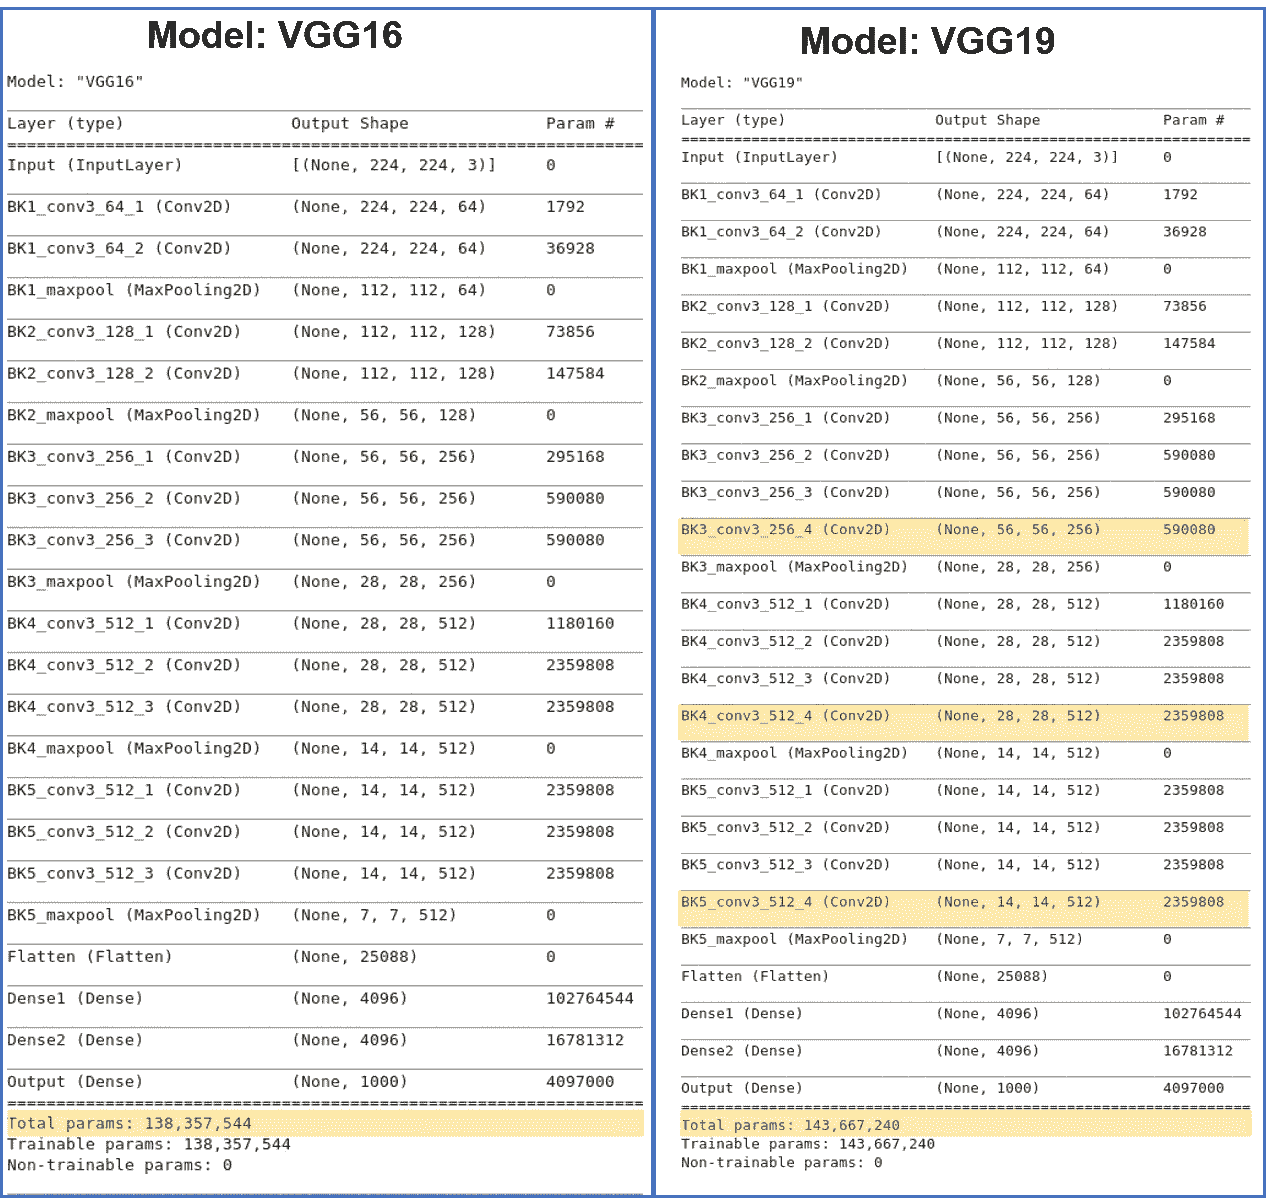 Model: VGG16
Model: "VGG16"
Layer (type) Output Shape Param #
Input (InputLayer) [(None, 224, 224, 3)] 0
BK1_conv3_64_1 (Conv2D) (None, 224, 224, 64) 1792
BK1_conv3_64_2 (Conv2D) (None, 224, 224, 64) 36928
BK1_maxpool (MaxPooling2D) (None, 112, 112, 64) 0
BK2_conv3_128_1 (Conv2D) (None, 112, 112, 128) 73856
BK2_conv3_128_2 (Conv2D) (None, 112, 112, 128) 147584
BK2_maxpool (MaxPooling2D) (None, 56, 56, 128) 0
BK3_conv3_256_1 (Conv2D) (None, 56, 56, 256) 295168
BK3_conv3_256_2 (Conv2D) (None, 56, 56, 256) 590080
BK3_conv3_256_3 (Conv2D) (None, 56, 56, 256) 590080
BK3_maxpool (MaxPooling2D) (None, 28, 28, 256) 0
BK4_conv3_512_1 (Conv2D) (None, 28, 28, 512) 1180160
BK4_conv3_512_2 (Conv2D) (None, 28, 28, 512) 2359808
BK4_conv3_512_3 (Conv2D) (None, 28, 28, 512) 2359808
BK4_maxpool (MaxPooling2D) (None, 14, 14, 512) 0
BK5_conv3_512_1 (Conv2D) (None, 14, 14, 512) 2359808
BK5_conv3_512_2 (Conv2D) (None, 14, 14, 512) 2359808
BK5_conv3_512_3 (Conv2D) (None, 14, 14, 512) 2359808
BK5_maxpool (MaxPooling2D) (None, 7, 7, 512) 0
Flatten (Flatten) (None, 25088) 0
Dense1 (Dense) (None, 4096) 102764544
Dense2 (Dense) (None, 4096) 16781312
Output (Dense) (None, 1000) 4097000
Total params: 138,357,544
Trainable params: 138,357,544
Non-trainable params: 0
Model: VGG19
Model: "VGG19"
Layer (type) Output Shape Param #
Input (InputLayer) [(None, 224, 224, 3)] 0
BK1_conv3_64_1 (Conv2D) (None, 224, 224, 64) 1792
BK1_conv3_64_2 (Conv2D) (None, 224, 224, 64) 36928
BK1_maxpool (MaxPooling2D) (None, 112, 112, 64) 0
BK2_conv3_128_1 (Conv2D) (None, 112, 112, 128) 73856
BK2_conv3_128_2 (Conv2D) (None, 112, 112, 128) 147584
BK2_maxpool (MaxPooling2D) (None, 56, 56, 128) 0
BK3_conv3_256_1 (Conv2D) (None, 56, 56, 256) 295168
BK3_conv3_256_2 (Conv2D) (None, 56, 56, 256) 590080
BK3_conv3_256_3 (Conv2D) (None, 56, 56, 256) 590080
BK3_conv3_256_4 (Conv2D) (None, 56, 56, 256) 590080
BK3_maxpool (MaxPooling2D) (None, 28, 28, 256) 0
BK4_conv3_512_1 (Conv2D) (None, 28, 28, 512) 1180160
BK4_conv3_512_2 (Conv2D) (None, 28, 28, 512) 2359808
BK4_conv3_512_3 (Conv2D) (None, 28, 28, 512) 2359808
BK4_conv3_512_4 (Conv2D) (None, 28, 28, 512) 2359808
BK4_maxpool (MaxPooling2D) (None, 14, 14, 512) 0
BK5_conv3_512_1 (Conv2D) (None, 14, 14, 512) 2359808
BK5_conv3_512_2 (Conv2D) (None, 14, 14, 512) 2359808
BK5_conv3_512_3 (Conv2D) (None, 14, 14, 512) 2359808
BK5_conv3_512_4 (Conv2D) (None, 14, 14, 512) 2359808
BK5_maxpool (MaxPooling2D) (None, 7, 7, 512) 0
Flatten (Flatten) (None, 25088) 0
Dense1 (Dense) (None, 4096) 102764544
Dense2 (Dense) (None, 4096) 16781312
Output (Dense) (None, 1000) 4097000
Total params: 143,667,240
Trainable params: 143,667,240
Non-trainable params: 0